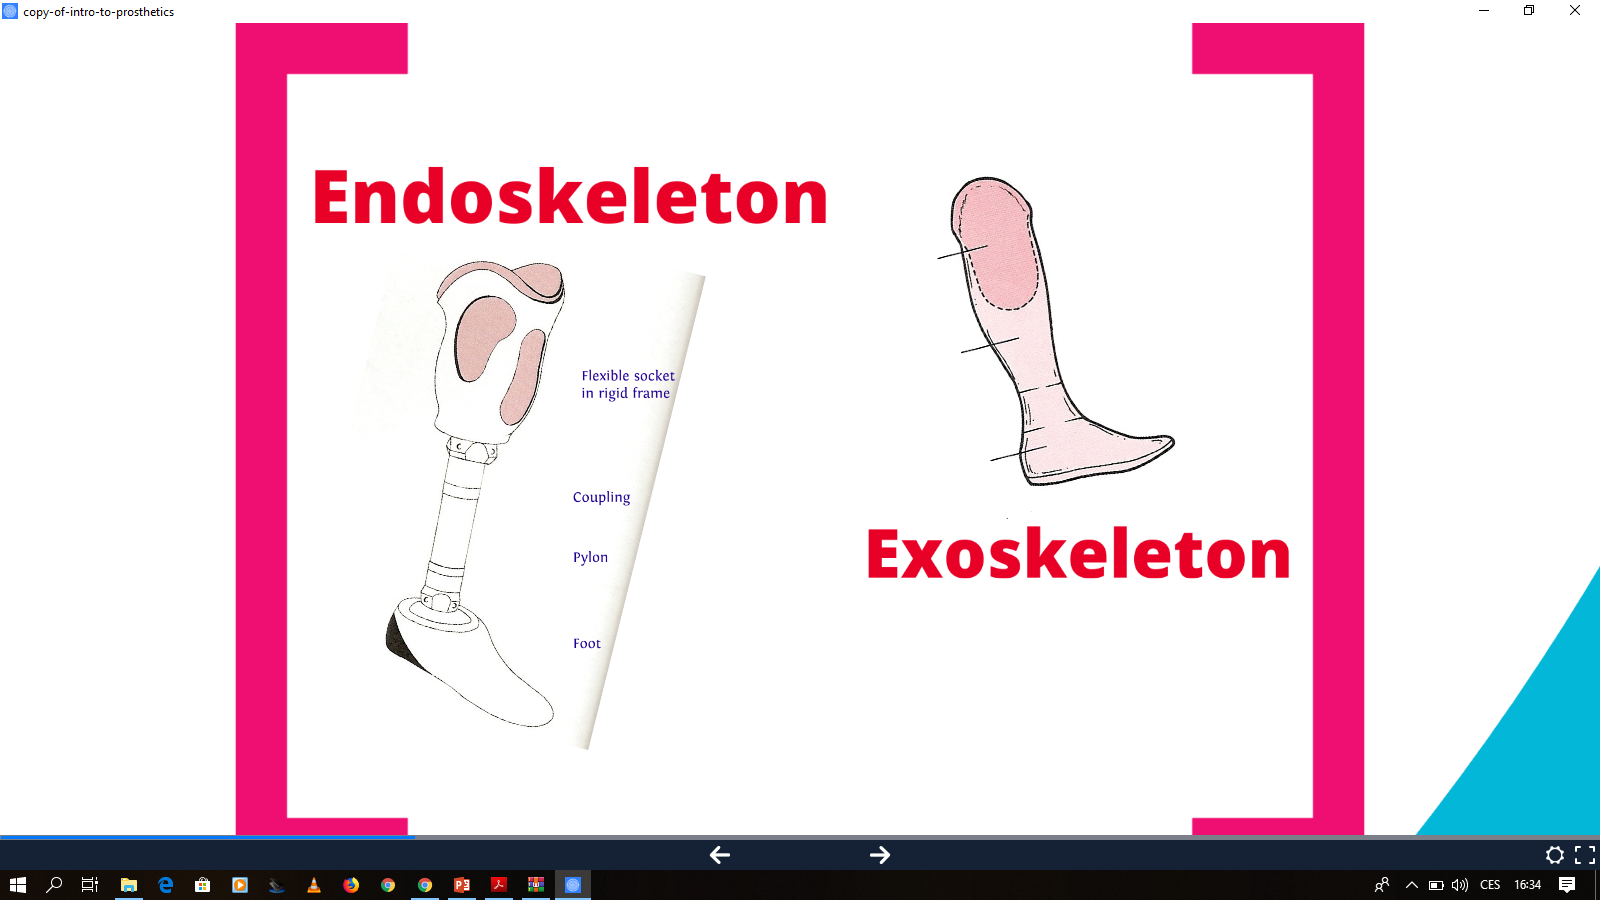 copy-of-intro-to-prosthetics
Endoskeleton
Flexible socket
in rigid frame
Coupling
Pylon
Foot
Exoskeleton
CES
16:34